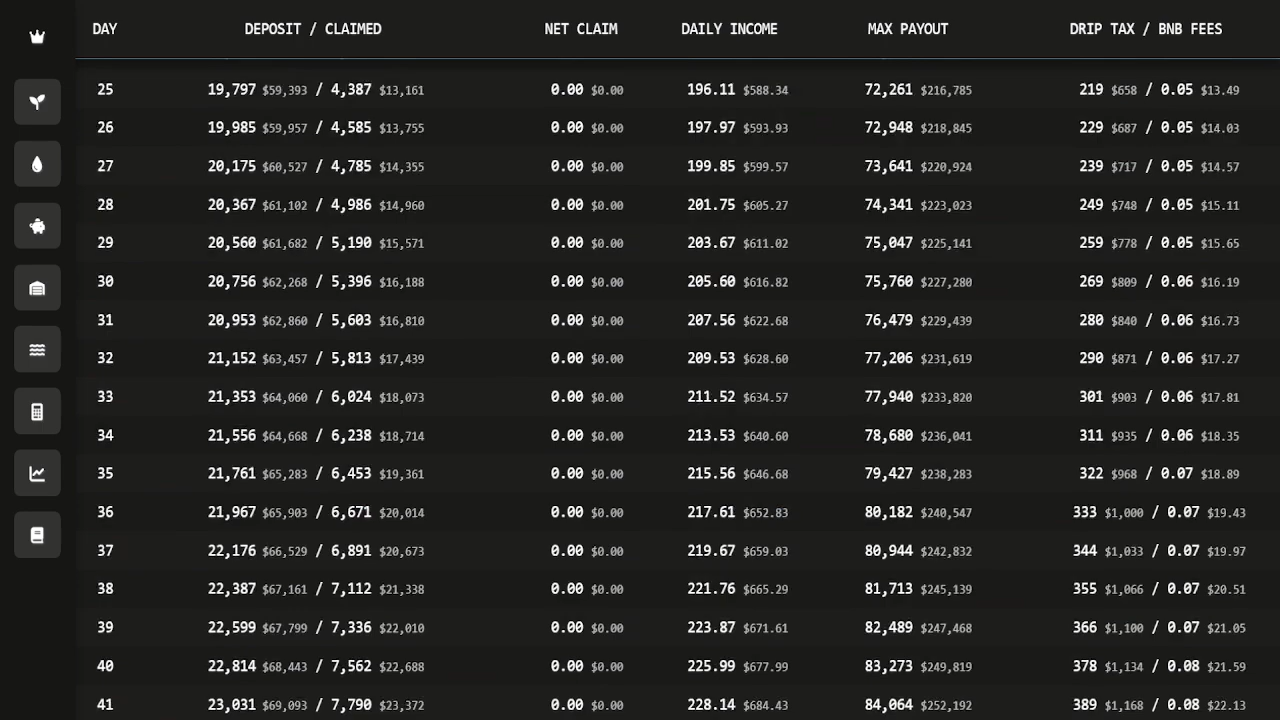 DAY DEPOSIT / CLAIMED NET CLAIM DAILY INCOME MAX PAYOUT DRIP TAX / BNB FEES
25 19,797 $59,393 / 4,387 $13,161 0.00 $0.00 196.11 $588.34 72,261 $216,785 219 $658 / 0.05 $13.49
26 19,985 $59,957 / 4,585 $13,755 0.00 $0.00 197.97 $593.93 72,948 $218,845 229 $687 / 0.05 $14.03
27 20,175 $60,527 / 4,785 $14,355 0.00 $0.00 199.85 $599.57 73,641 $220,924 239 $717 / 0.05 $14.57
28 20,367 $61,102 / 4,986 $14,960 0.00 $0.00 201.75 $605.27 74,341 $223,023 249 $748 / 0.05 $15.11
29 20,560 $61,682 / 5,190 $15,571 0.00 $0.00 203.67 $611.02 75,047 $225,141 259 $778 / 0.05 $15.65
30 20,756 $62,268 / 5,396 $16,188 0.00 $0.00 205.60 $616.82 75,760 $227,280 269 $809 / 0.06 $16.19
31 20,953 $62,860 / 5,603 $16,810 0.00 $0.00 207.56 $622.68 76,479 $229,439 280 $840 / 0.06 $16.73
32 21,152 $63,457 / 5,813 $17,439 0.00 $0.00 209.53 $628.60 77,206 $231,619 290 $871 / 0.06 $17.27
33 21,353 $64,060 / 6,024 $18,073 0.00 $0.00 211.52 $634.57 77,940 $233,820 301 $903 / 0.06 $17.81
34 21,556 $64,668 / 6,238 $18,714 0.00 $0.00 213.53 $640.60 78,680 $236,041 311 $935 / 0.06 $18.35
35 21,761 $65,283 / 6,453 $19,361 0.00 $0.00 215.56 $646.68 79,427 $238,283 322 $968 / 0.07 $18.89
36 21,967 $65,903 / 6,671 $20,014 0.00 $0.00 217.61 $652.83 80,182 $240,547 333 $1,000 / 0.07 $19.43
37 22,176 $66,529 / 6,891 $20,673 0.00 $0.00 219.67 $659.03 80,944 $242,832 344 $1,033 / 0.07 $19.97
38 22,387 $67,161 / 7,112 $21,338 0.00 $0.00 221.76 $665.29 81,713 $245,139 355 $1,066 / 0.07 $20.51
39 22,599 $67,799 / 7,336 $22,010 0.00 $0.00 223.87 $671.61 82,489 $247,468 366 $1,100 / 0.07 $21.05
40 22,814 $68,443 / 7,562 $22,688 0.00 $0.00 225.99 $677.99 83,273 $249,819 378 $1,134 / 0.08 $21.59
41 23,031 $69,093 / 7,790 $23,372 0.00 $0.00 228.14 $684.43 84,064 $252,192 389 $1,168 / 0.08 $22.13